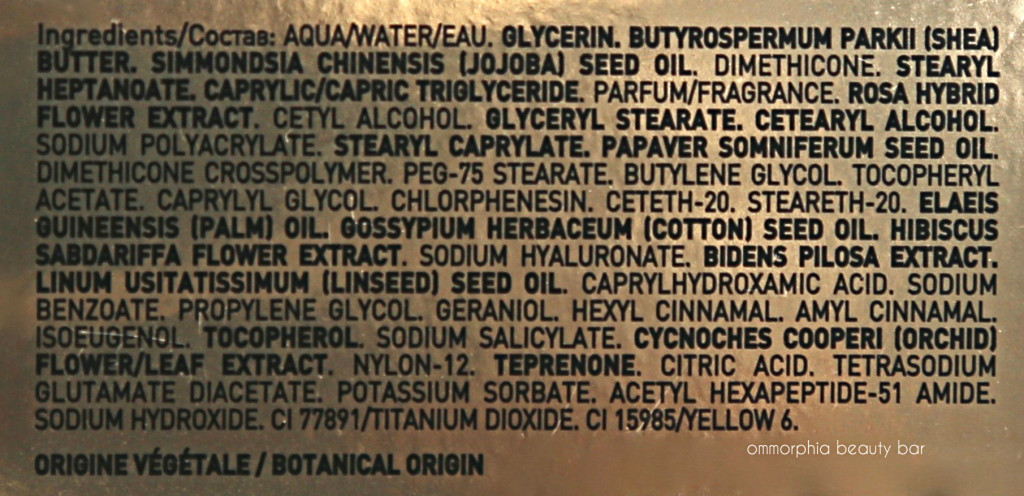 Ingredients/Состав: AQUA/WATER/EAU. GLYCERIN. BUTYROSPERMUM PARKII (SHEA)
BUTTER. SIMMONDSIA CHINENSIS (JOJOBA) SEED OIL. DIMETHICONE. STEARYL
HEPTANOATE. CAPRYLIC/CAPRIC TRIGLYCERIDE. PARFUM/FRAGRANCE. ROSA HYBRID
FLOWER EXTRACT. CETYL ALCOHOL. GLYCERYL STEARATE. CETEARYL ALCOHOL.
SODIUM POLYACRYLATE. STEARYL CAPRYLATE. PAPAVER SOMNIFERUM SEED OIL.
DIMETHICONE CROSSPOLYMER. PEG-75 STEARATE. BUTYLENE GLYCOL. TOCOPHERYL
ACETATE. CAPRYLYL GLYCOL. CHLORPHENESIN. CETETH-20. STEARETH-20. ELAEIS
GUINEENSIS (PALM) OIL. GOSSYPIUM HERBACEUM (COTTON) SEED OIL. HIBISCUS
SABDARIFFA FLOWER EXTRACT. SODIUM HYALURONATE. BIDENS PILOSA EXTRACT.
LINUM USITATISSIMUM (LINSEED) SEED OIL. CAPRYLHYDROXAMIC ACID. SODIUM
BENZOATE. PROPYLENE GLYCOL. GERANIOL. HEXYL CINNAMAL. AMYL CINNAMAL.
ISOEUGENOL. TOCOPHEROL. SODIUM SALICYLATE. CYCNOCHES COOPERI (ORCHID)
FLOWER/LEAF EXTRACT. NYLON-12. TEPRENONE. CITRIC ACID. TETRASODIUM
GLUTAMATE DIACETATE. POTASSIUM SORBATE. ACETYL HEXAPEPTIDE-51 AMIDE.
SODIUM HYDROXIDE. CI 77891/TITANIUM DIOXIDE. CI 15985/YELLOW 6.
ommorphia beauty bar
ORIGINE VÉGÉTALE / BOTANICAL ORIGIN